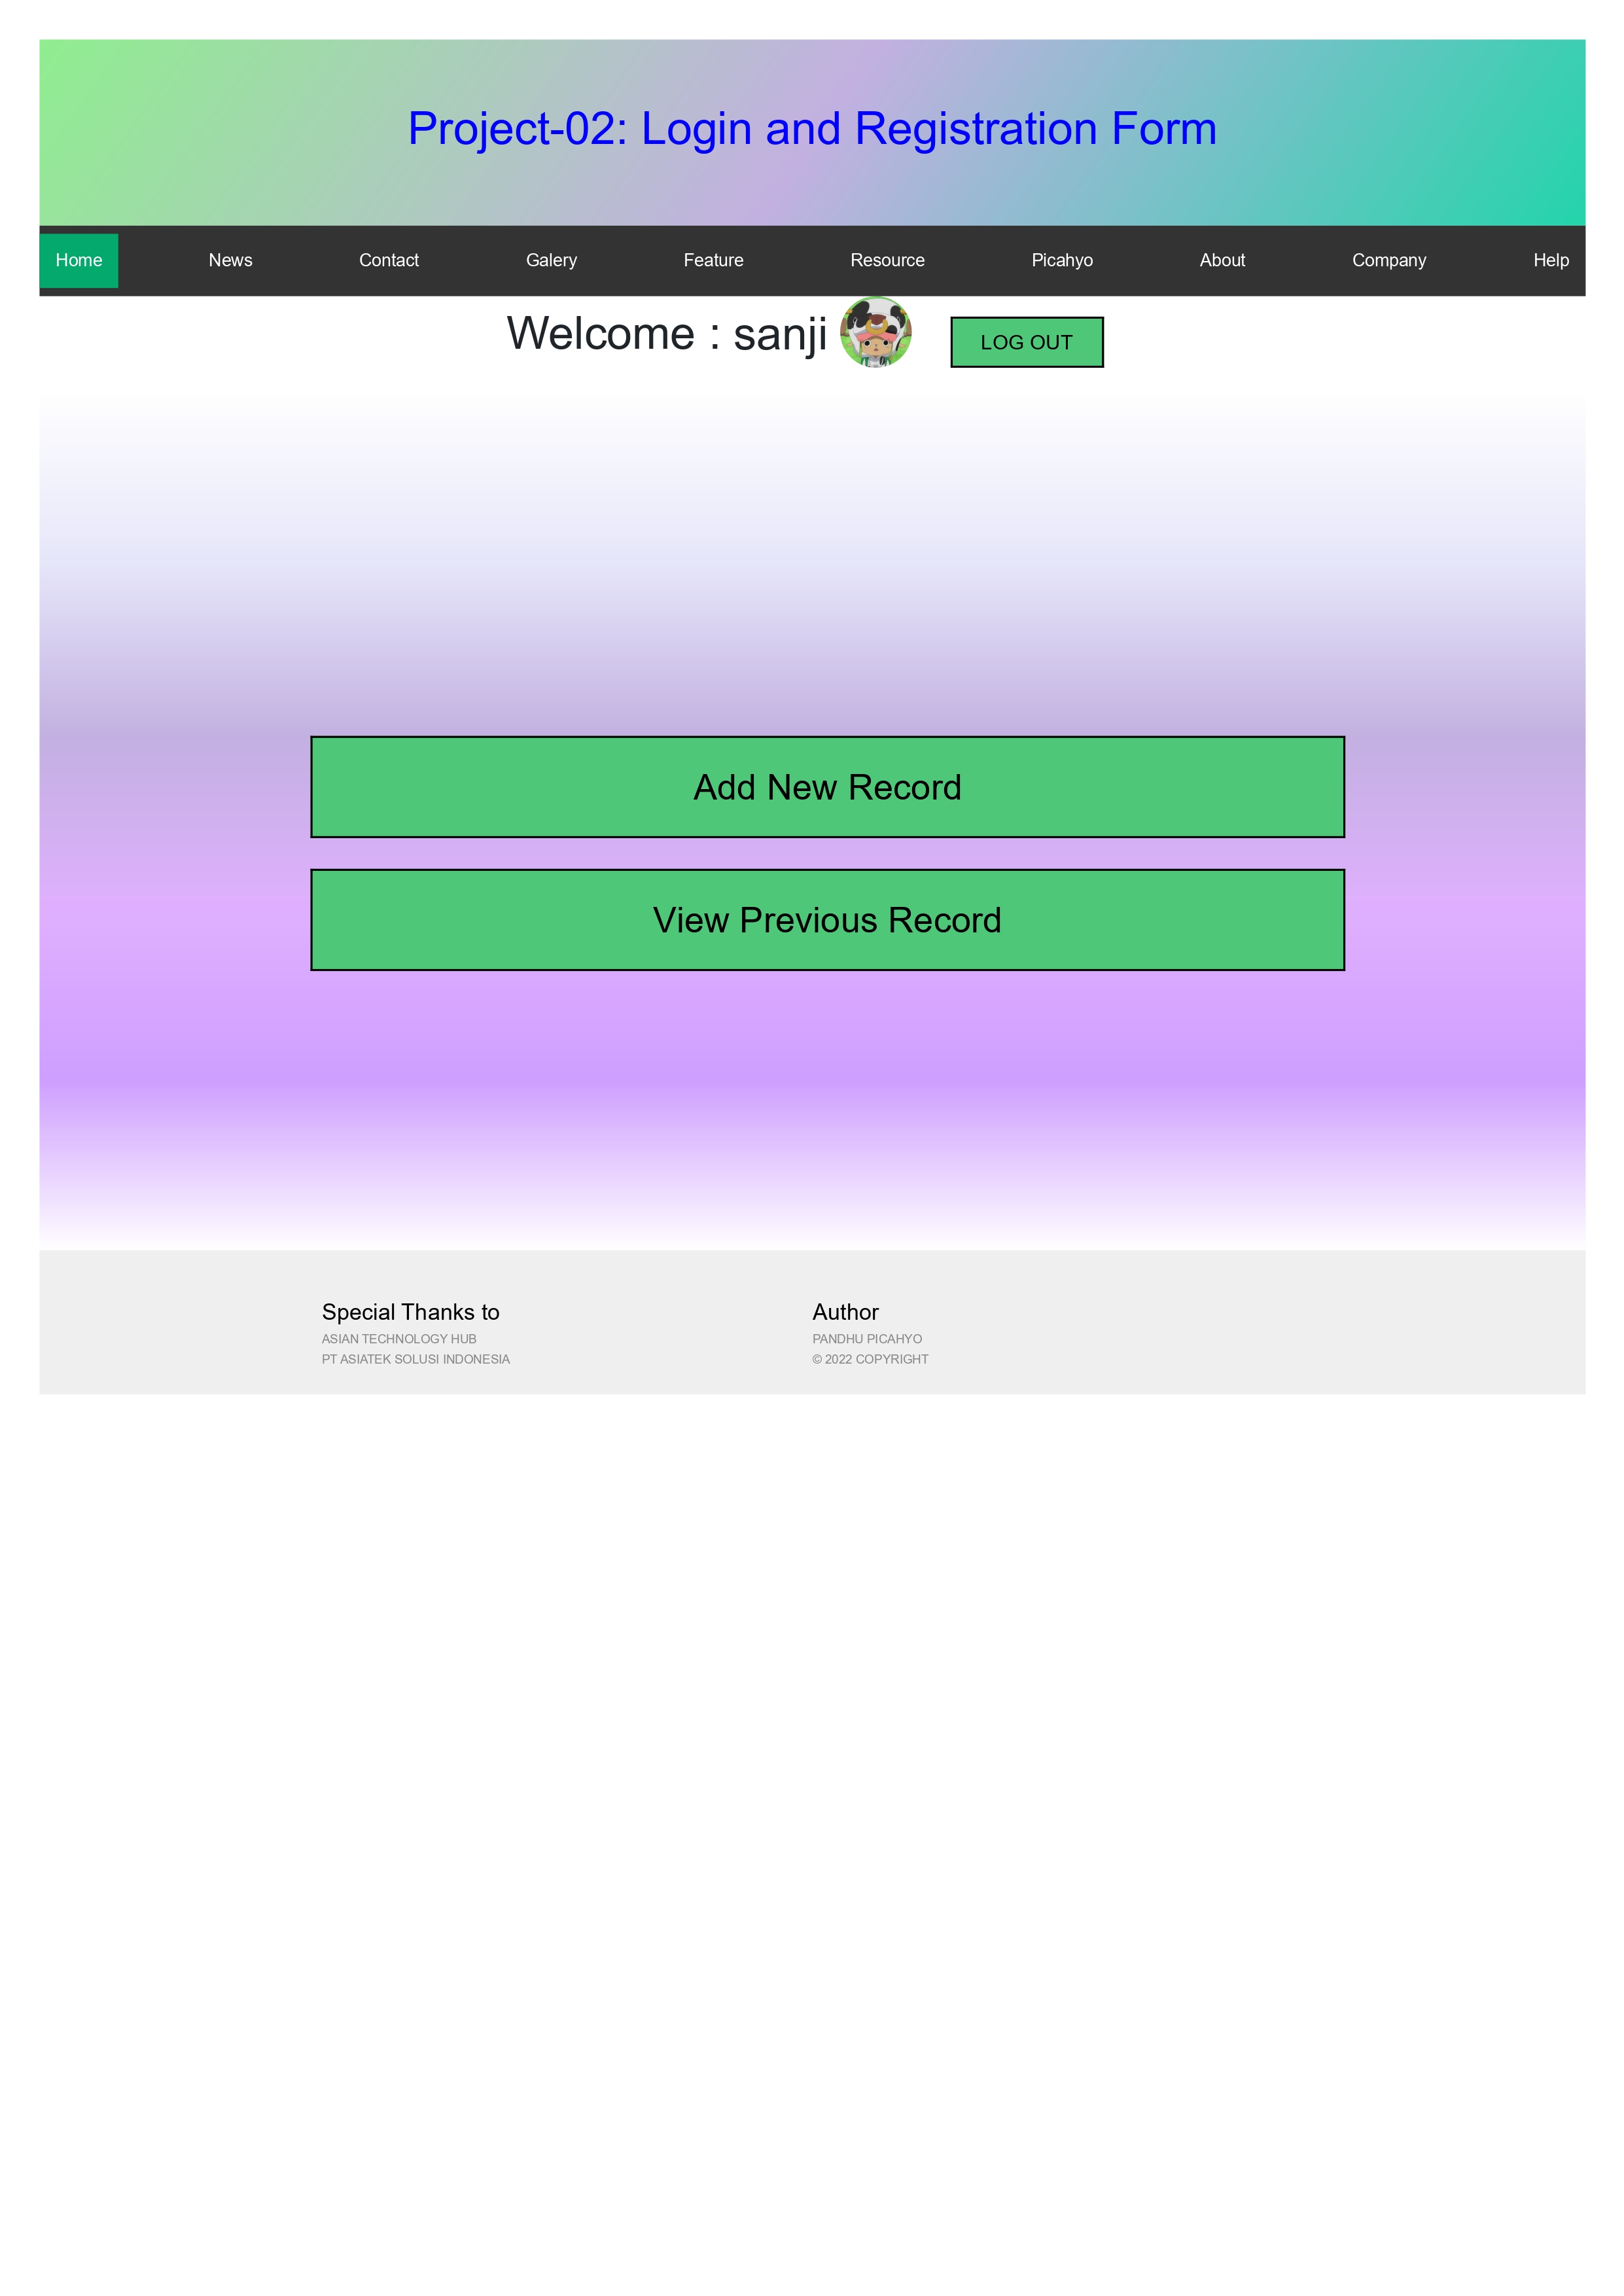 Project-02: Login and Registration Form
Home News Contact Galery Feature Resource Picahyo About Company Help
Welcome : sanji LOG OUT
Add New Record
View Previous Record
Special Thanks to
ASIAN TECHNOLOGY HUB
PT ASIATEK SOLUSI INDONESIA
Author
PANDHU PICAHYO
© 2022 COPYRIGHT